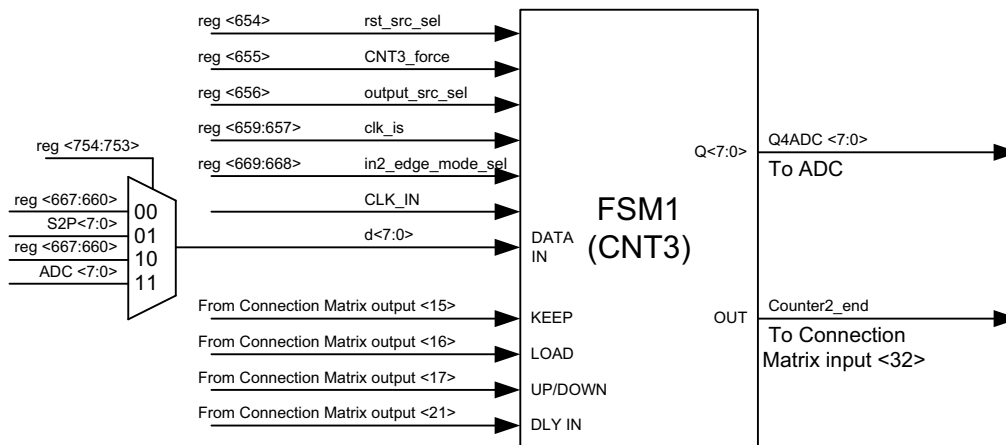 reg <654> rst_src_sel
reg <655> CNT3_force
reg <656> output_src_sel
reg <659:657> clk_is
reg <669:668> in2_edge_mode_sel
CLK_IN
reg <754:753>
reg <667:660> 00
S2P<7:0> 01
reg <667:660> 10
ADC <7:0> 11
d<7:0>
DATA
IN
From Connection Matrix output <15> KEEP
From Connection Matrix output <16> LOAD
From Connection Matrix output <17> UP/DOWN
From Connection Matrix output <21> DLY IN
FSM1
(CNT3)
Q<7:0> Q4ADC <7:0>
To ADC
OUT Counter2_end
To Connection
Matrix input <32>